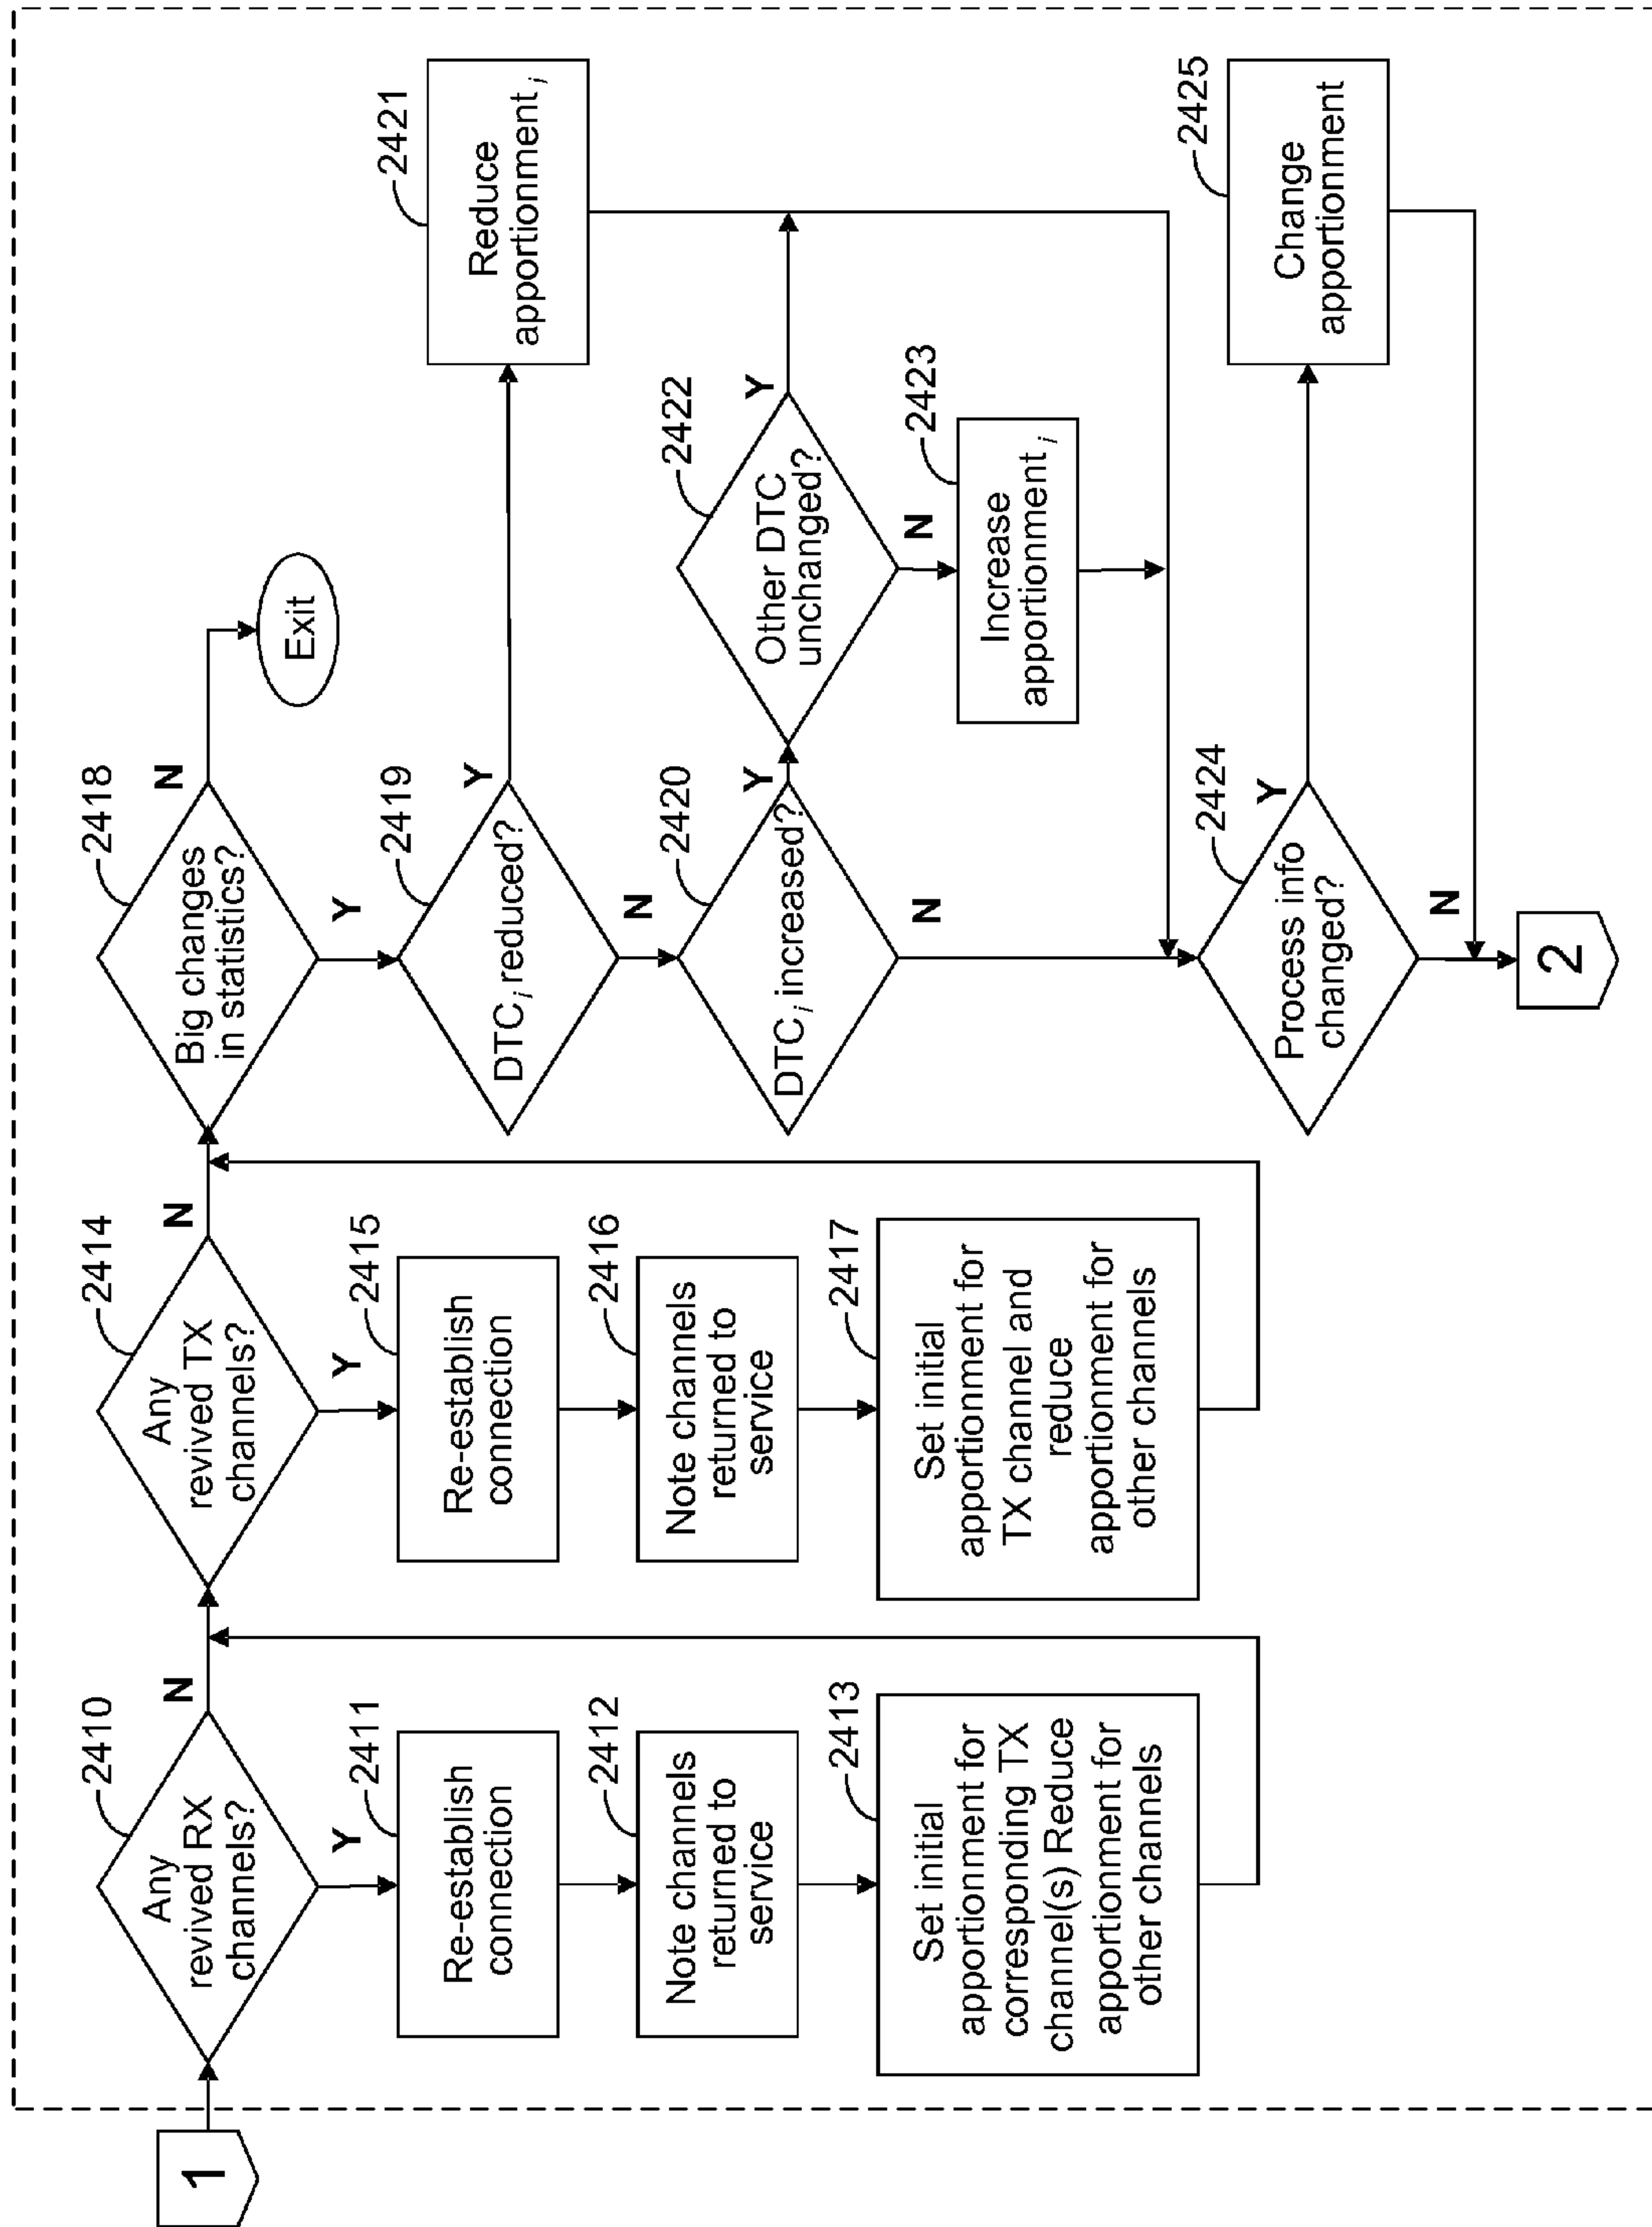 1
2410
Any
revived RX
channels?
N
Y
2411
Re-establish
connection
2412
Note channels
returned to
service
2413
Set initial
apportionment for
corresponding TX
channel(s) Reduce
apportionment for
other channels
2414
Any
revived TX
channels?
N
Y
2415
Re-establish
connection
2416
Note channels
returned to
service
2417
Set initial
apportionment for
TX channel and
reduce
apportionment for
other channels
2418
Big changes
in statistics?
N
Exit
Y
2419
DTC i reduced?
Y
2421
Reduce
apportionment i
N
2420
DTC i increased?
Y
2422
Other DTC
unchanged?
Y
N
2423
Increase
apportionment i
N
2424
Process info
changed?
Y
2425
Change
apportionment
N
2